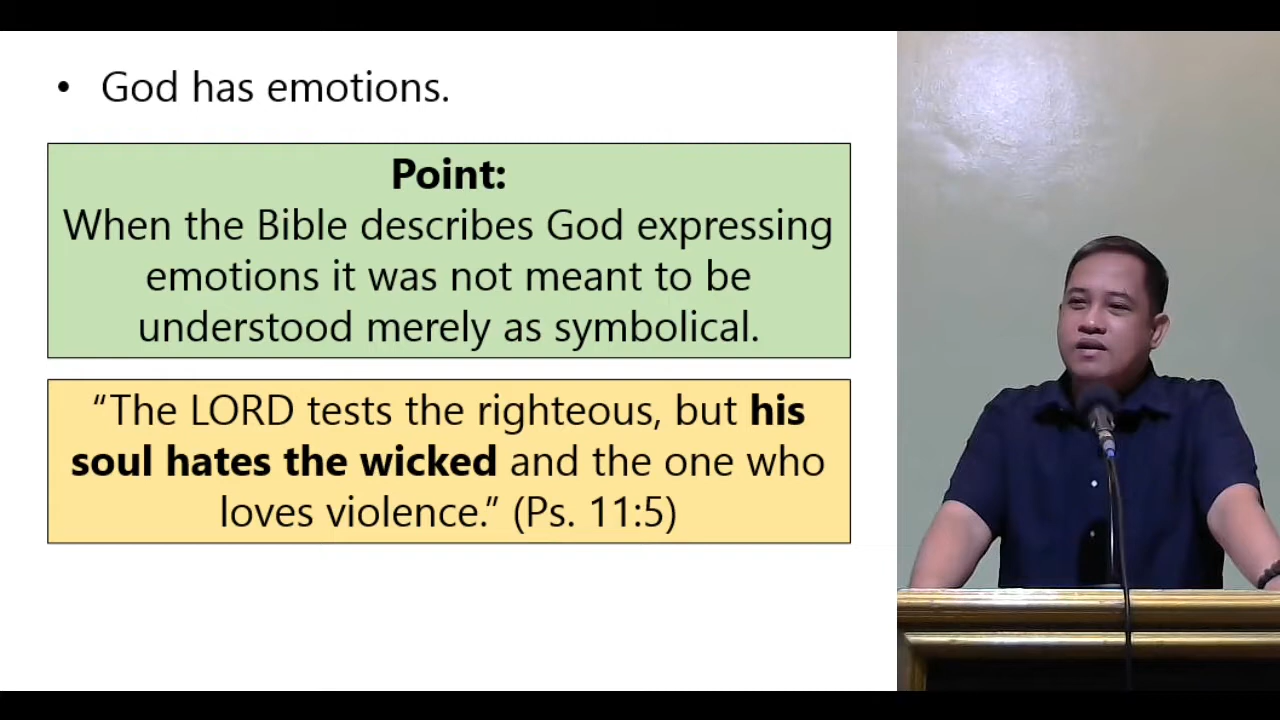 • God has emotions.
Point:
When the Bible describes God expressing
emotions it was not meant to be
understood merely as symbolical.
“The LORD tests the righteous, but his
soul hates the wicked and the one who
loves violence.” (Ps. 11:5)